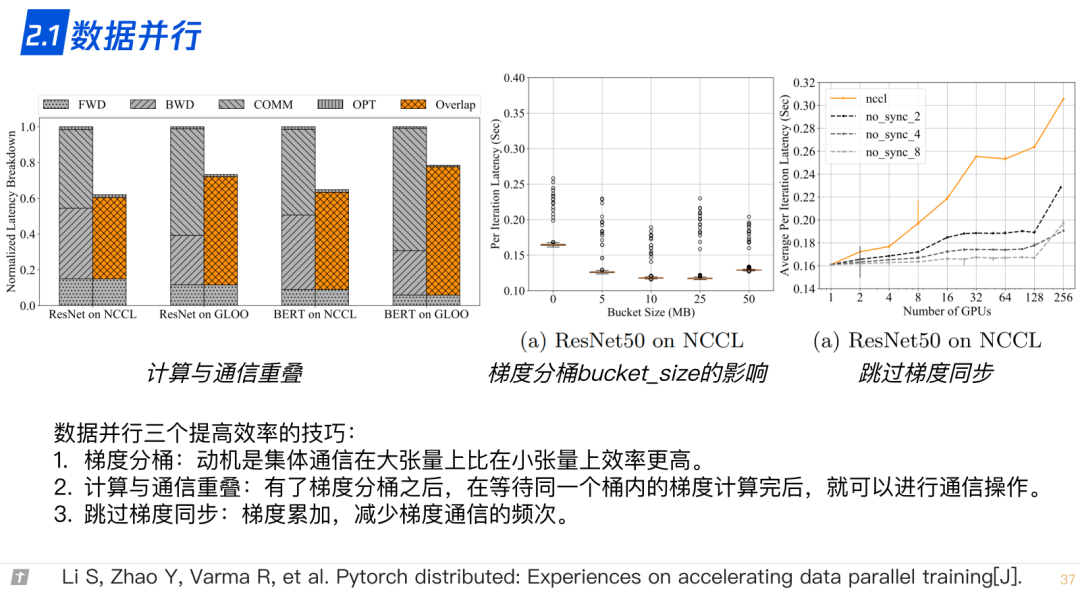 2.1 数据并行
FWD BWD COMM OPT Overlap
Normalized Latency Breakdown
1.0
0.8
0.6
0.4
0.2
0.0
ResNet on NCCL ResNet on GLOO BERT on NCCL BERT on GLOO
计算与通信重叠
Per Iteration Latency (Sec)
0.40
0.35
0.30
0.25
0.20
0.15
0.10
0 5 10 25 50
Bucket Size (MB)
(a) ResNet50 on NCCL
梯度分桶bucket_size的影响
Average Per Iteration Latency (Sec)
0.32
0.30
0.28
0.26
0.24
0.22
0.20
0.18
0.16
0.14
nccl
no_sync_2
no_sync_4
no_sync_8
1 2 4 8 16 32 64 128 256
Number of GPUs
(a) ResNet50 on NCCL
跳过梯度同步
数据并行三个提高效率的技巧：
1. 梯度分桶：动机是集体通信在大张量上比在小张量上效率更高。
2. 计算与通信重叠：有了梯度分桶之后，在等待同一个桶内的梯度计算完后，就可以进行通信操作。
3. 跳过梯度同步：梯度累加，减少梯度通信的频次。
Li S, Zhao Y, Varma R, et al. Pytorch distributed: Experiences on accelerating data parallel training[J].
37